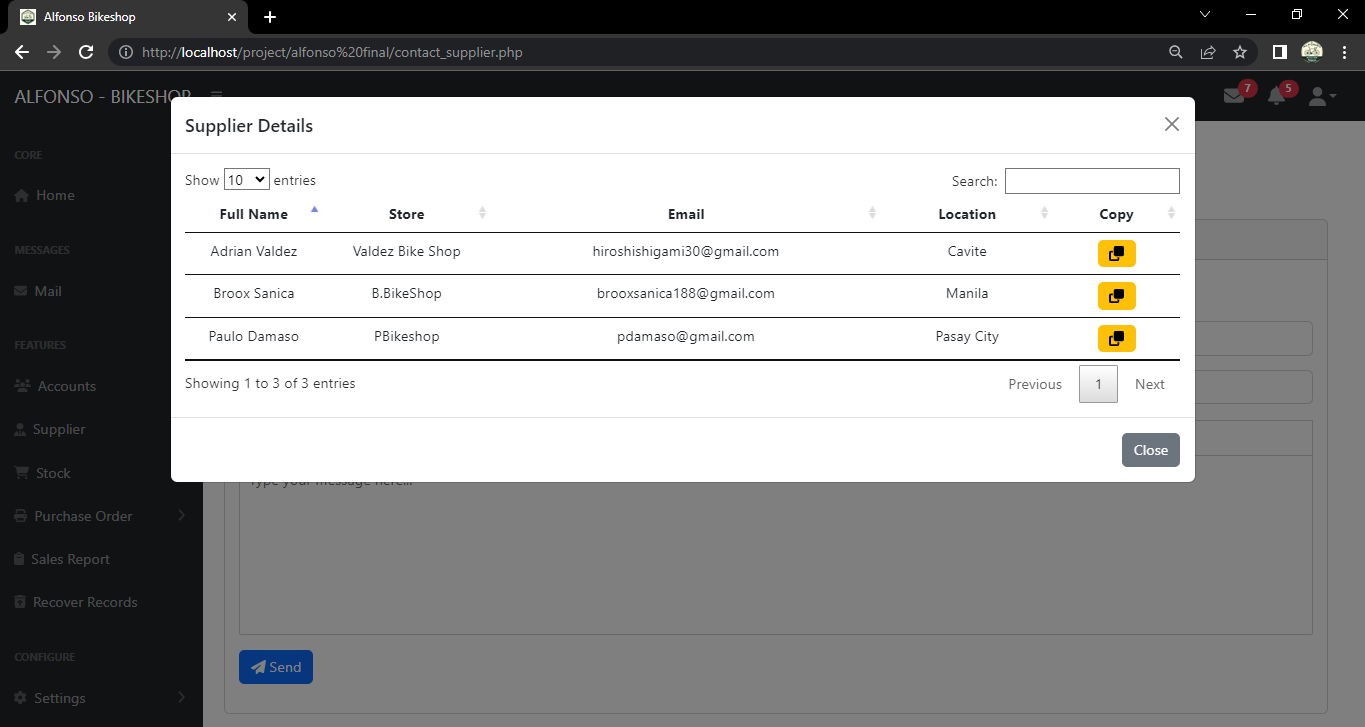 Alfonso Bikeshop
http://localhost/project/alfonso%20final/contact_supplier.php
ALFONSO - BIKESHOP
7
5
CORE
Home
MESSAGES
Mail
FEATURES
Accounts
Supplier
Stock
Purchase Order
Sales Report
Recover Records
CONFIGURE
Settings
Supplier Details
Show 10 entries
Search:
Full Name Store Email Location Copy
Adrian Valdez Valdez Bike Shop hiroshishigami30@gmail.com Cavite
Broox Sanica B.BikeShop brooxsanica188@gmail.com Manila
Paulo Damaso PBikeshop pdamaso@gmail.com Pasay City
Showing 1 to 3 of 3 entries
Previous 1 Next
Close
Type your message here...
Send